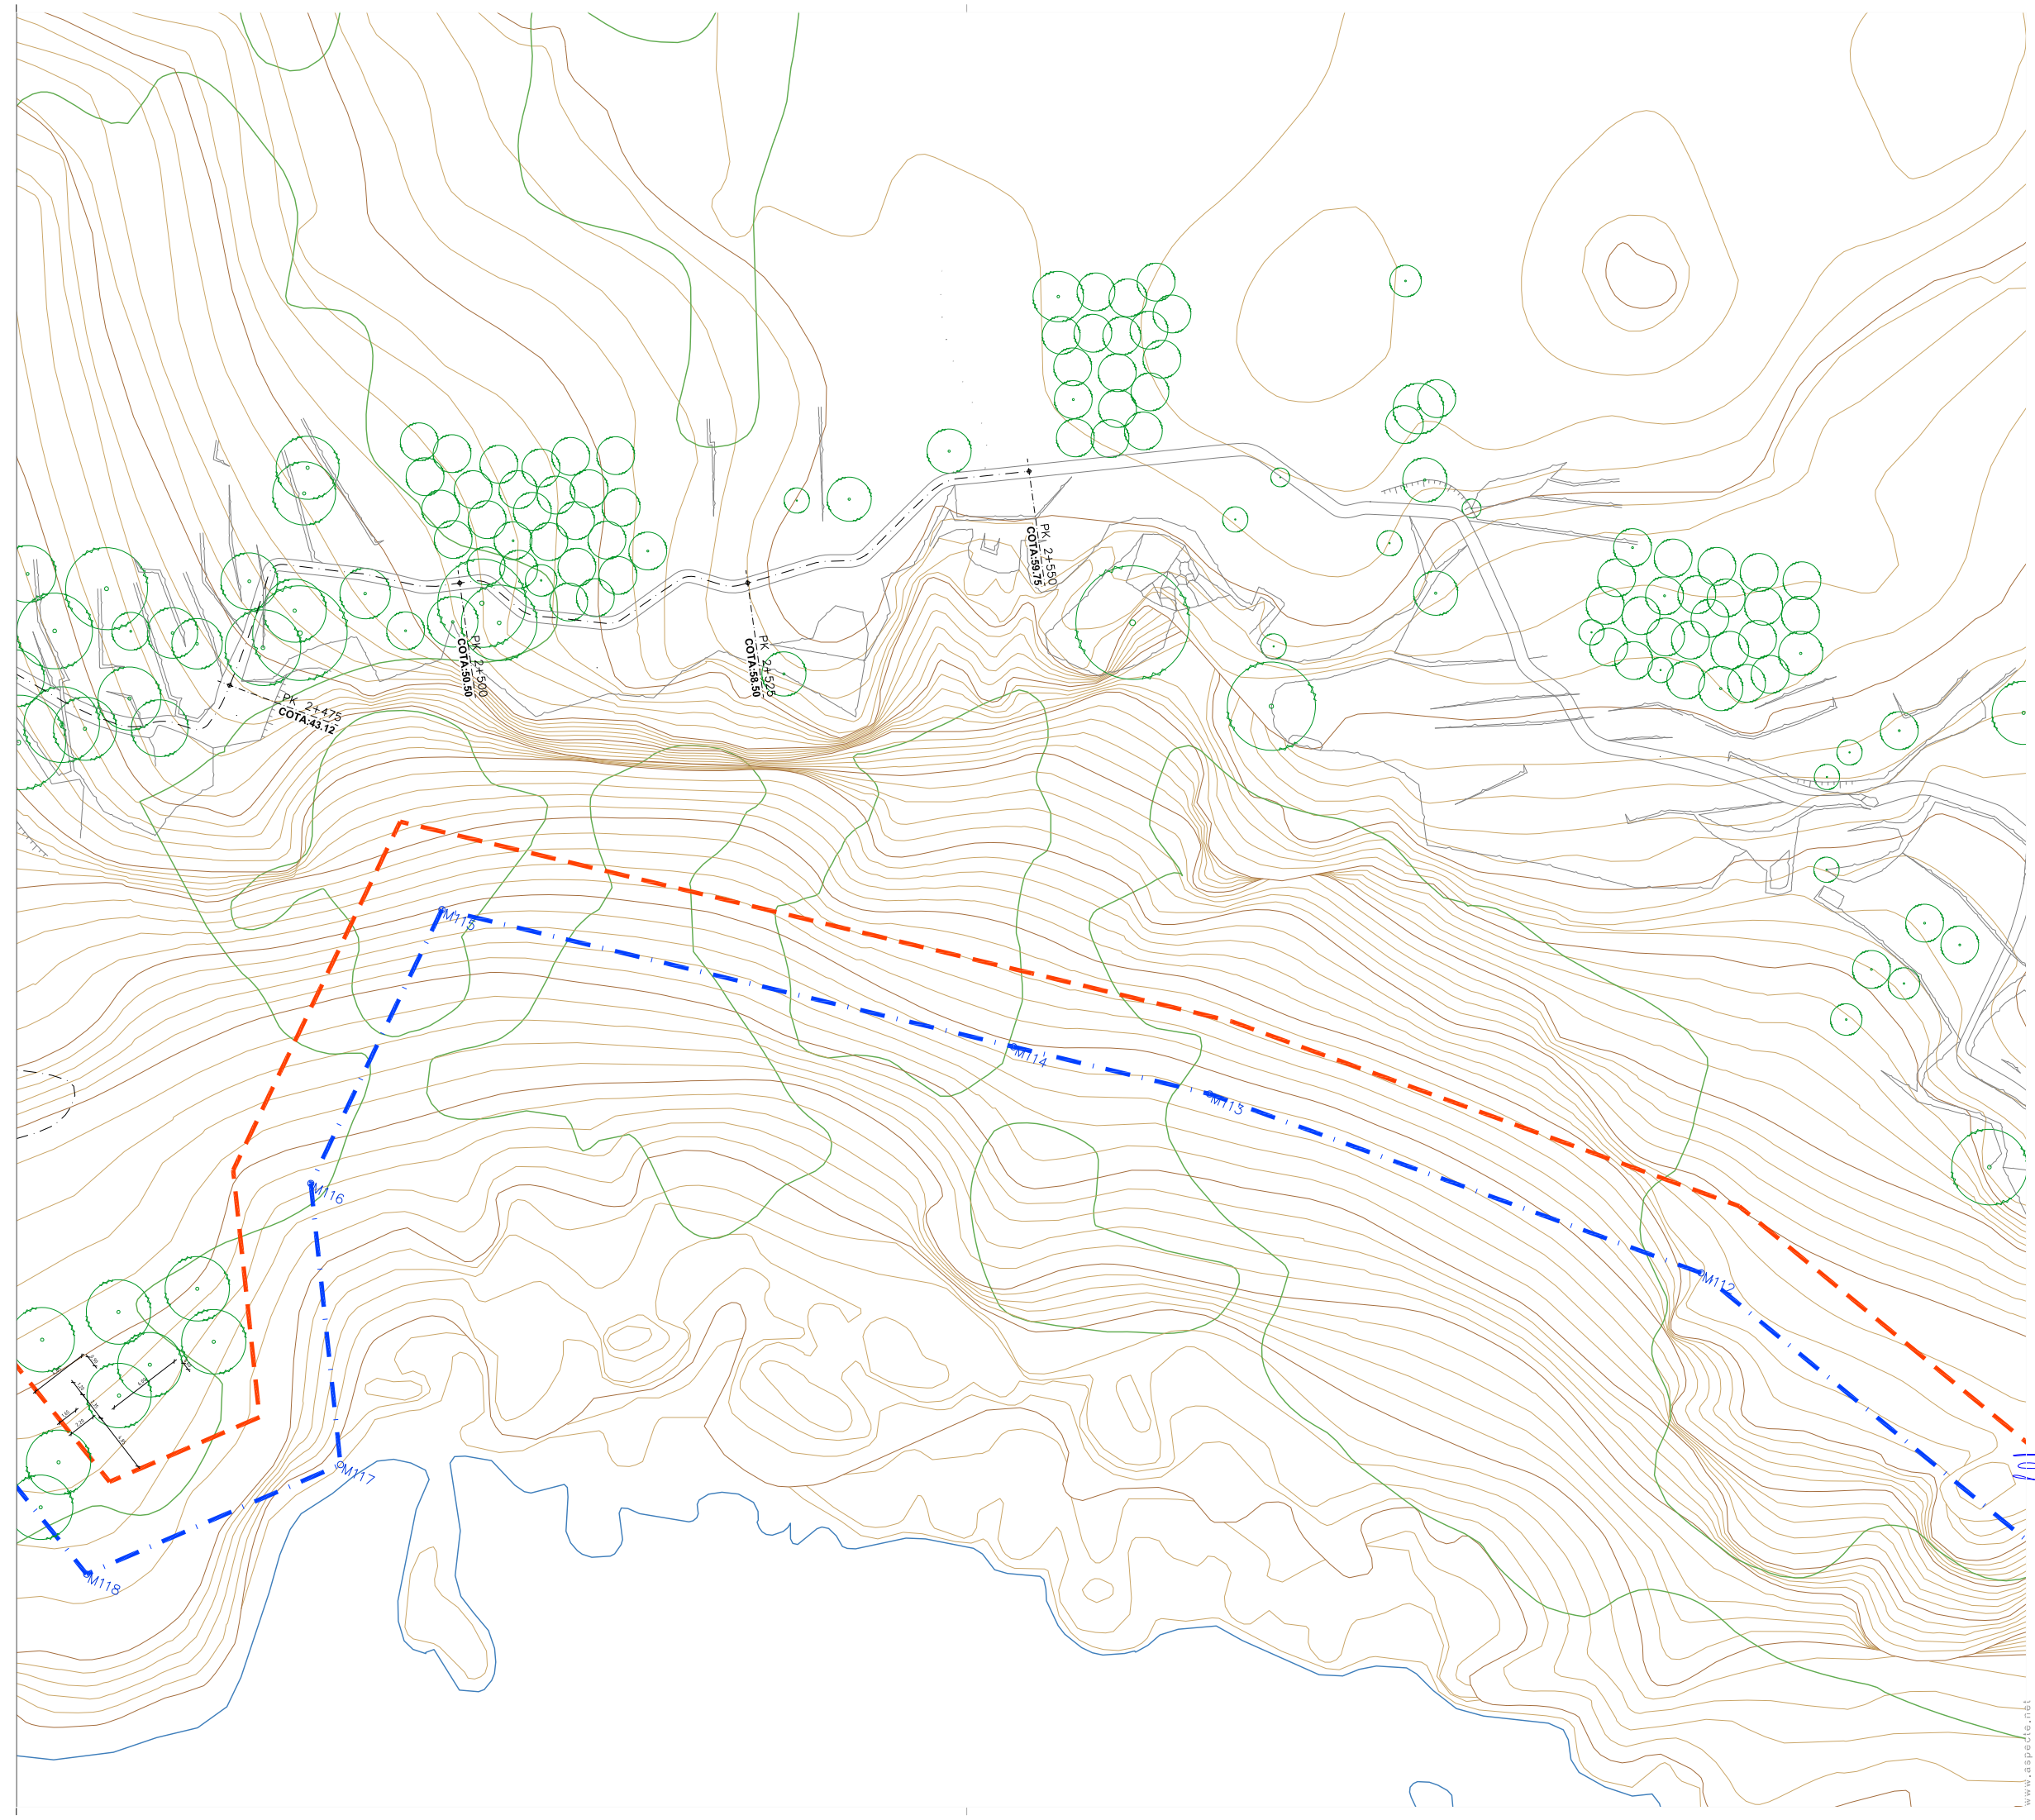 PK 2+550
COTA:59.75
PK 2+500
COTA:50.50
PK 2+525
COTA:58.50
PK 2+475
COTA:43.12
M115
M114
M113
M116
M112
M117
M118
www.aspecte.net